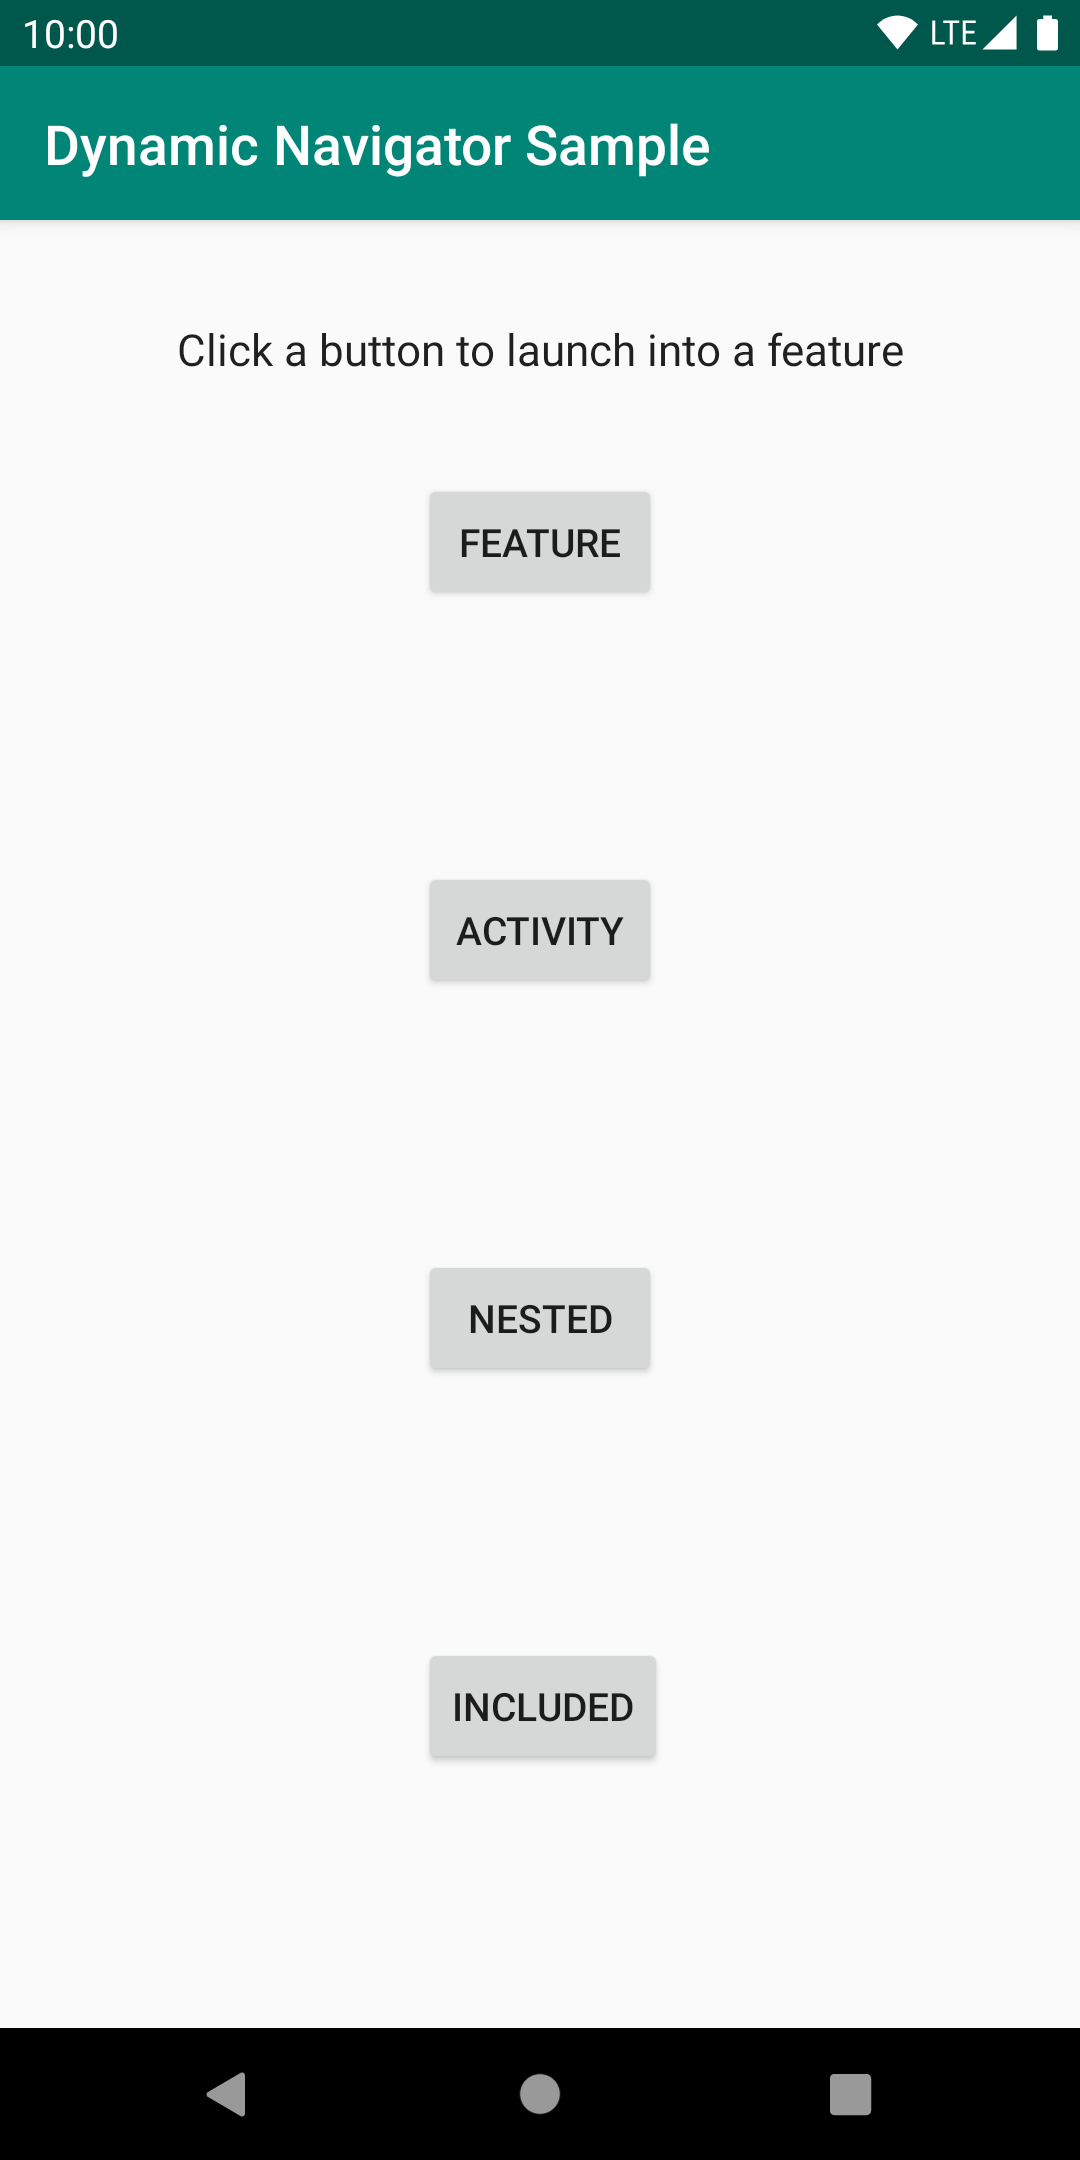 10:00 LTE
Dynamic Navigator Sample
Click a button to launch into a feature
FEATURE
ACTIVITY
NESTED
INCLUDED